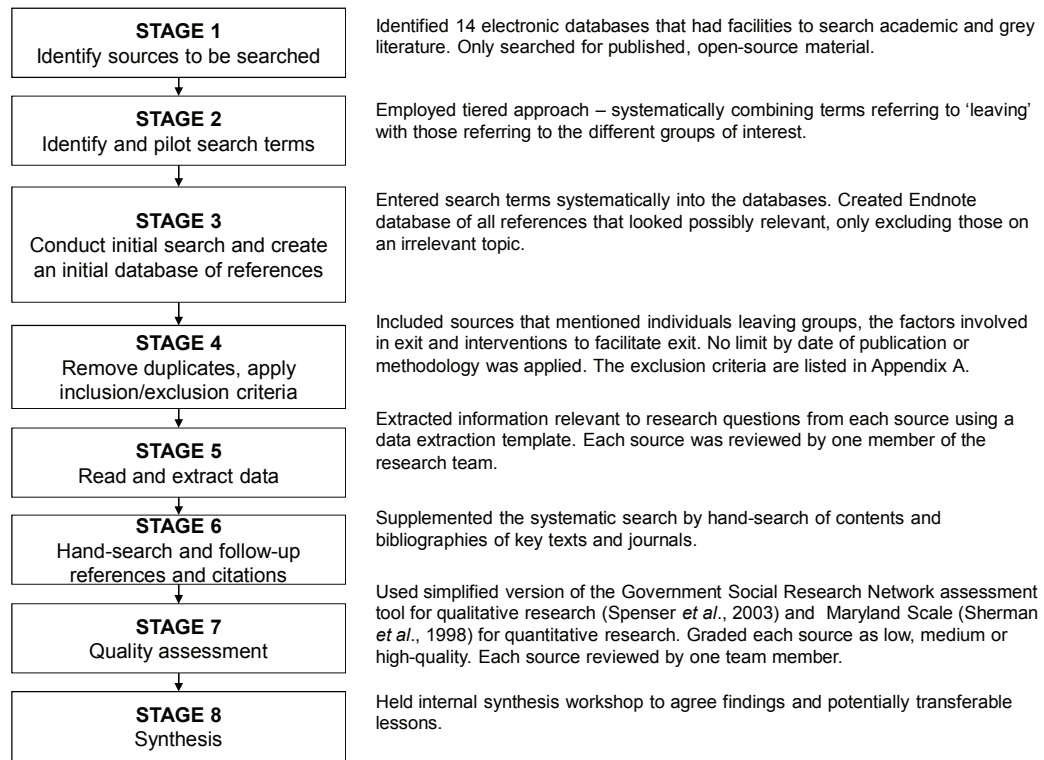 STAGE 1
Identify sources to be searched
Identified 14 electronic databases that had facilities to search academic and grey
literature. Only searched for published, open-source material.
STAGE 2
Identify and pilot search terms
Employed tiered approach – systematically combining terms referring to ‘leaving’
with those referring to the different groups of interest.
STAGE 3
Conduct initial search and create
an initial database of references
Entered search terms systematically into the databases. Created Endnote
database of all references that looked possibly relevant, only excluding those on
an irrelevant topic.
STAGE 4
Remove duplicates, apply
inclusion/exclusion criteria
Included sources that mentioned individuals leaving groups, the factors involved
in exit and interventions to facilitate exit. No limit by date of publication or
methodology was applied. The exclusion criteria are listed in Appendix A.
STAGE 5
Read and extract data
Extracted information relevant to research questions from each source using a
data extraction template. Each source was reviewed by one member of the
research team.
STAGE 6
Hand-search and follow-up
references and citations
Supplemented the systematic search by hand-search of contents and
bibliographies of key texts and journals.
STAGE 7
Quality assessment
Used simplified version of the Government Social Research Network assessment
tool for qualitative research (Spenser et al., 2003) and Maryland Scale (Sherman
et al., 1998) for quantitative research. Graded each source as low, medium or
high-quality. Each source reviewed by one team member.
STAGE 8
Synthesis
Held internal synthesis workshop to agree findings and potentially transferable
lessons.